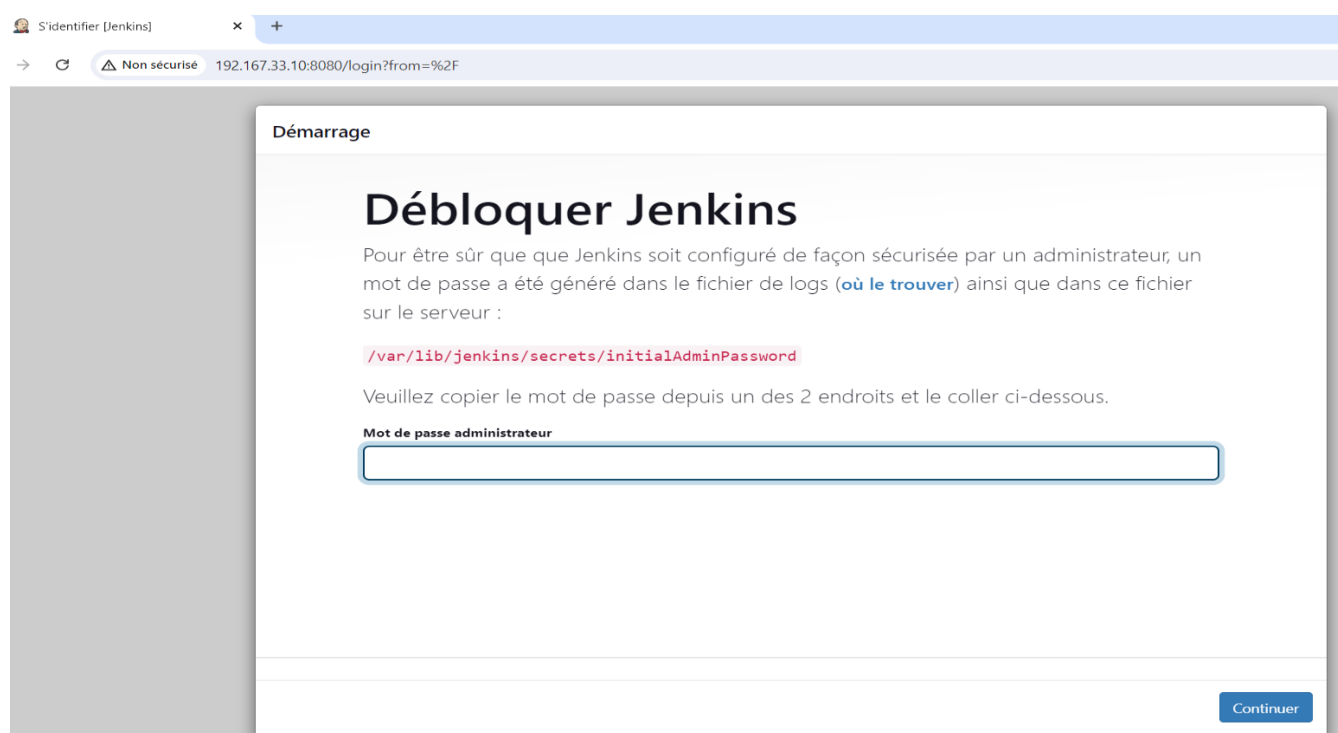 S'identifier [Jenkins]
Non sécurisé 192.167.33.10:8080/login?from=%2F
Démarrage
Débloquer Jenkins
Pour être sûr que que Jenkins soit configuré de façon sécurisée par un administrateur, un
mot de passe a été généré dans le fichier de logs (où le trouver) ainsi que dans ce fichier
sur le serveur :
/var/lib/jenkins/secrets/initialAdminPassword
Veuillez copier le mot de passe depuis un des 2 endroits et le coller ci-dessous.
Mot de passe administrateur
Continuer